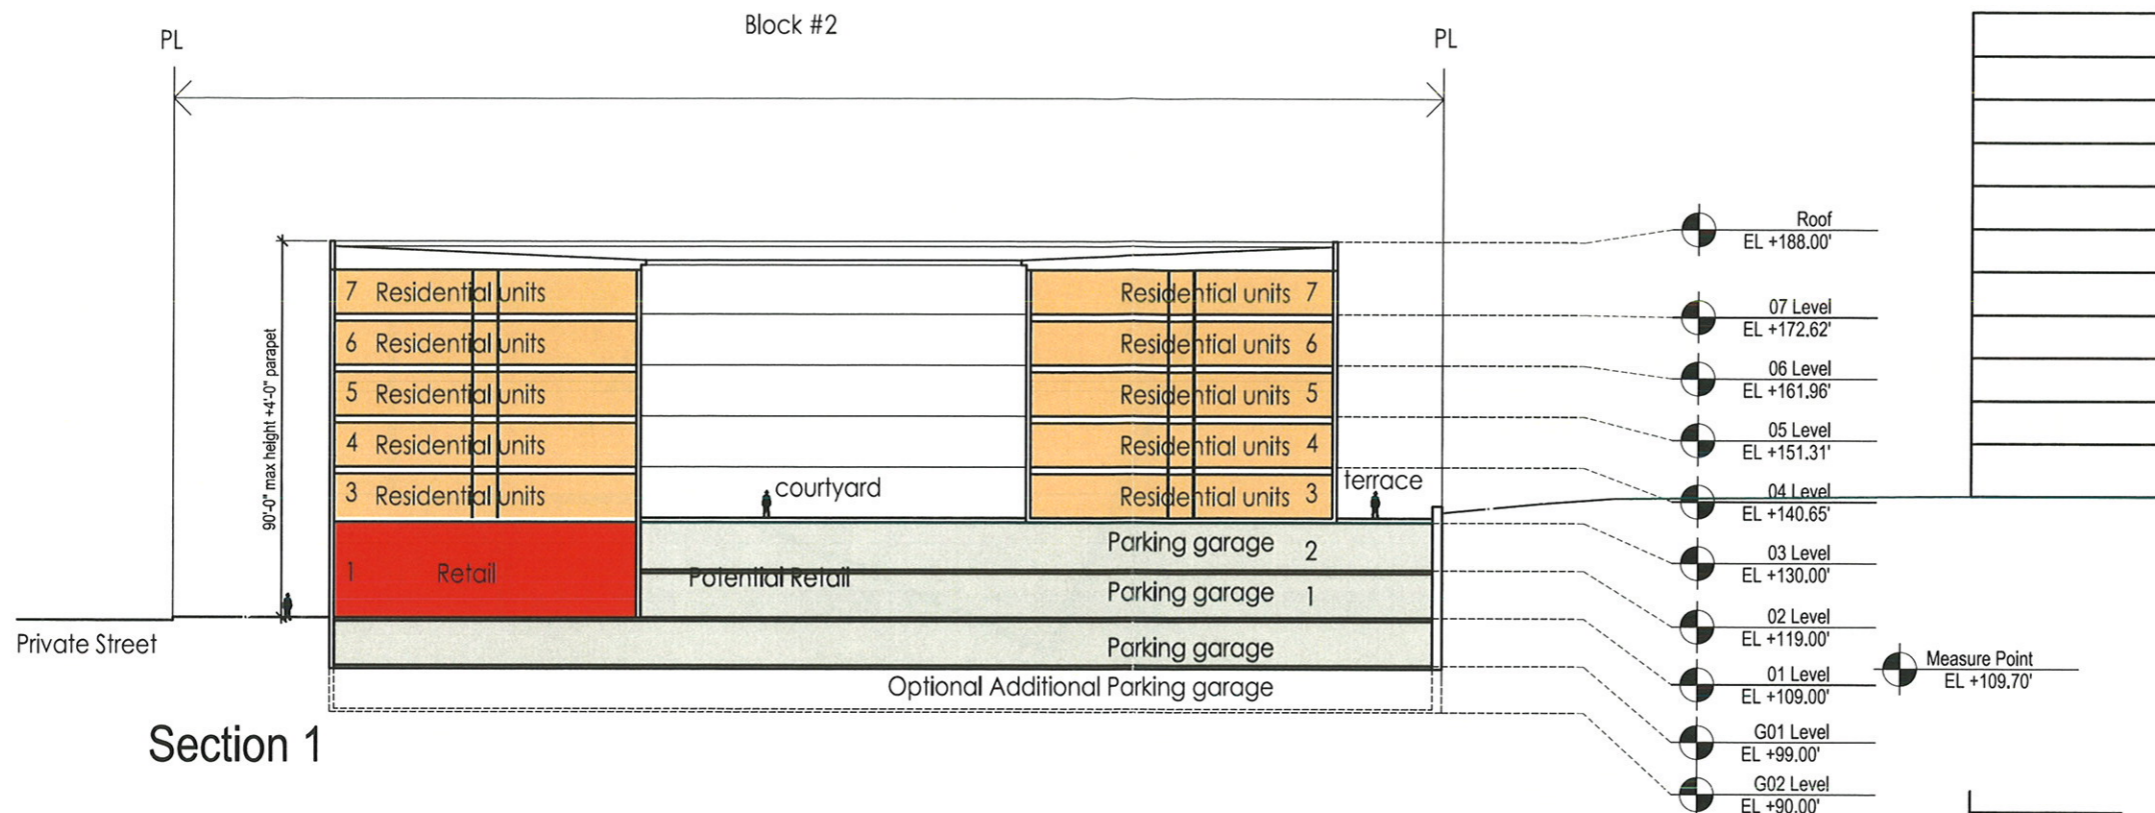 Block #2
PL
PL
90'-0" max height +4'-0" parapet
7 Residential units
Residential units 7
6 Residential units
Residential units 6
5 Residential units
Residential units 5
4 Residential units
Residential units 4
3 Residential units
courtyard
Residential units 3
terrace
1 Retail
Potential Retail
Parking garage 2
Parking garage 1
Parking garage
Optional Additional Parking garage
Private Street
Section 1
Roof
EL +188.00'
07 Level
EL +172.62'
06 Level
EL +161.96'
05 Level
EL +151.31'
04 Level
EL +140.65'
03 Level
EL +130.00'
02 Level
EL +119.00'
01 Level
EL +109.00'
Measure Point
EL +109.70'
G01 Level
EL +99.00'
G02 Level
EL +90.00'